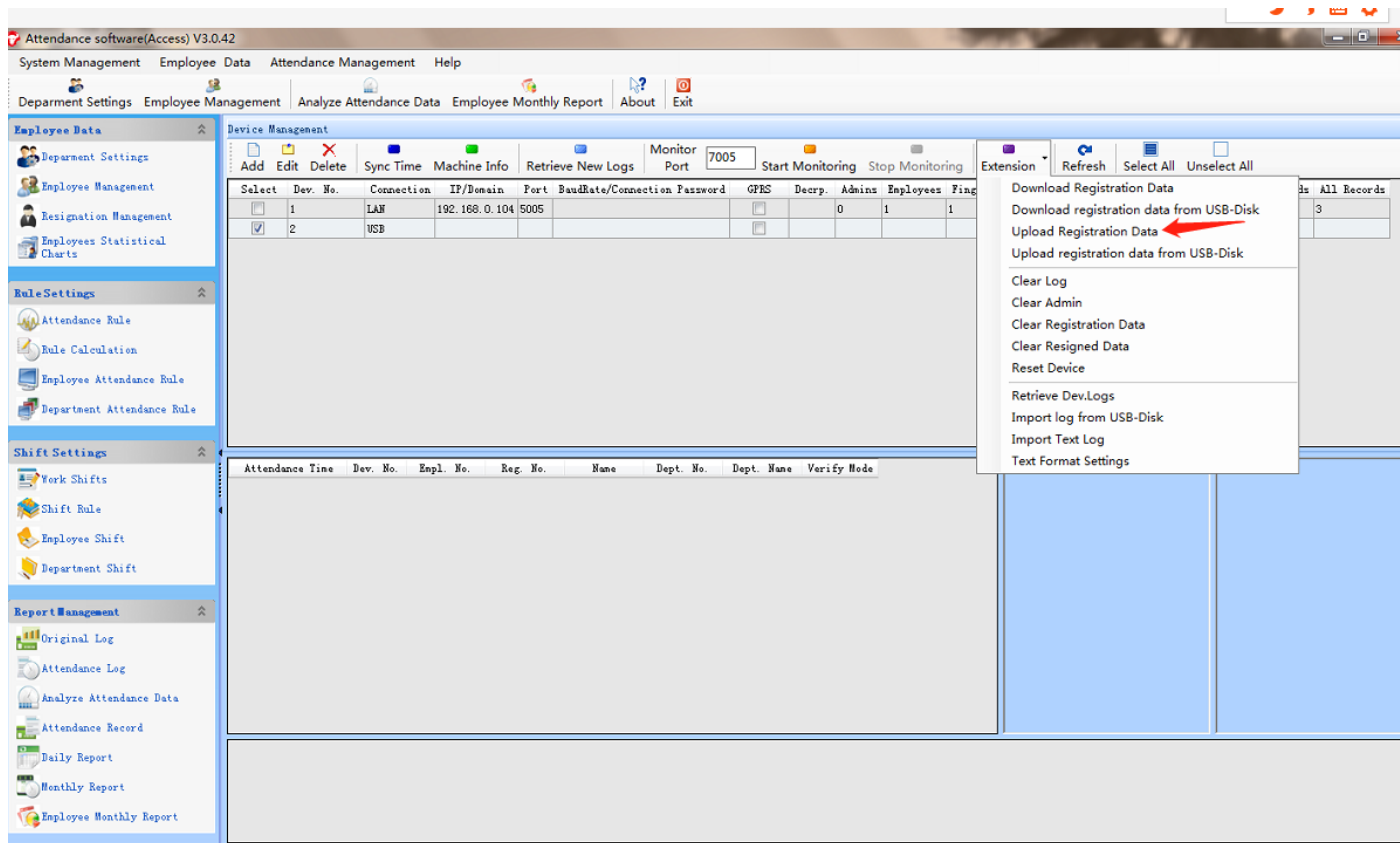 Attendance software(Access) V3.0.42
System Management Employee Data Attendance Management Help
Deparment Settings Employee Management Analyze Attendance Data Employee Monthly Report About Exit
Employee Data
Deparment Settings
Employee Management
Resignation Management
Employees Statistical
Charts
Rule Settings
Attendance Rule
Rule Calculation
Employee Attendance Rule
Department Attendance Rule
Shift Settings
Work Shifts
Shift Rule
Employee Shift
Department Shift
Report Management
Original Log
Attendance Log
Analyze Attendance Data
Attendance Record
Daily Report
Monthly Report
Employee Monthly Report
Device Management
Add Edit Delete Sync Time Machine Info Retrieve New Logs Monitor Port 7005 Start Monitoring Stop Monitoring Extension Refresh Select All Unselect All
Select Dev. No. Connection IP/Domain Port BaudRate/Connection Password GPRS Decrp. Admins Employees Fing ds All Records
1 LAN 192.168.0.104 5005 0 1 1 3
2 USB
Download Registration Data
Download registration data from USB-Disk
Upload Registration Data
Upload registration data from USB-Disk
Clear Log
Clear Admin
Clear Registration Data
Clear Resigned Data
Reset Device
Retrieve Dev.Logs
Import log from USB-Disk
Import Text Log
Text Format Settings
Attendance Time Dev. No. Empl. No. Reg. No. Name Dept. No. Dept. Name Verify Mode